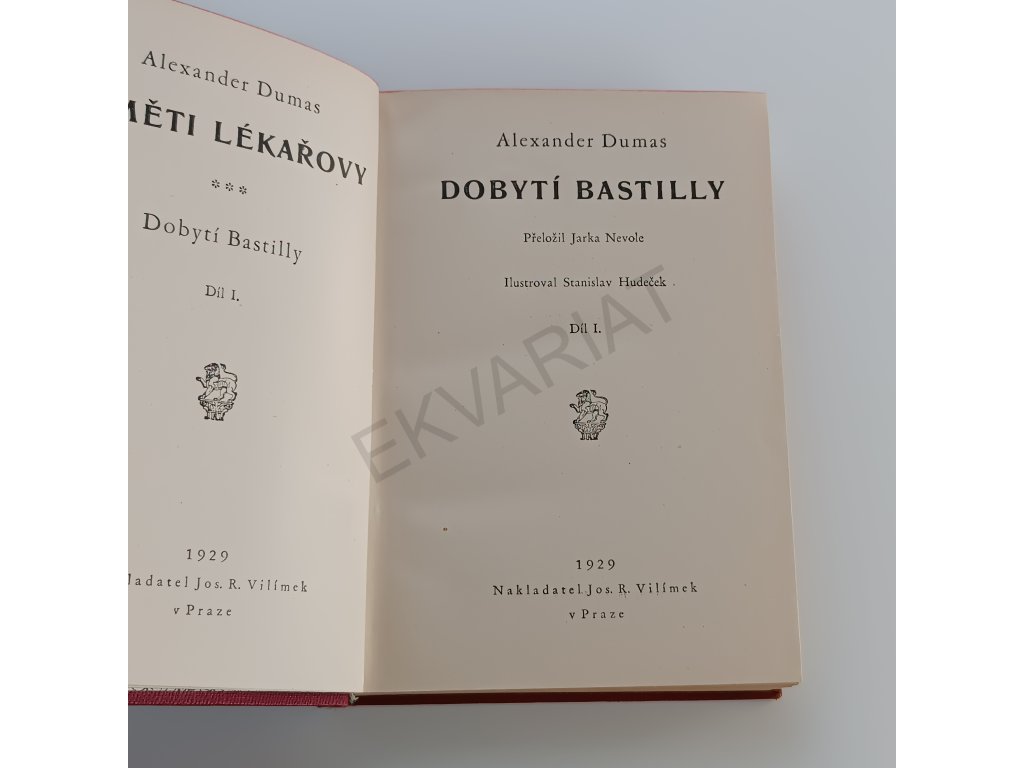 Alexander Dumas
MĚTI LÉKAŘOVY
***
Dobytí Bastilly
Díl I.
1929
ladatel Jos. R. Vilímek
v Praze
Alexander Dumas
DOBYTÍ BASTILLY
Přeložil Jarka Nevole
Ilustroval Stanislav Hudeček
Díl I.
1929
Nakladatel Jos. R. Vilímek
v Praze
EKVARIAT